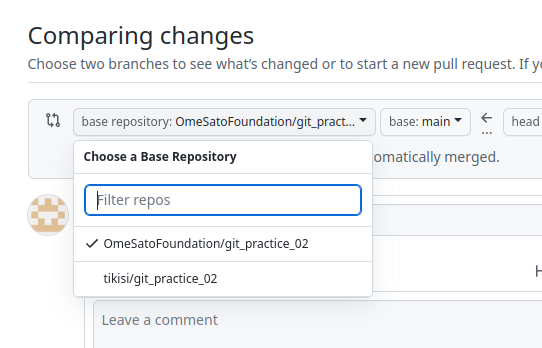 Comparing changes
Choose two branches to see what's changed or to start a new pull request. If
base repository: OmeSatoFoundation/git_pract... base: main head
Choose a Base Repository
omatically merged.
Filter repos
OmeSatoFoundation/git_practice_02
tikisi/git_practice_02
Leave a comment